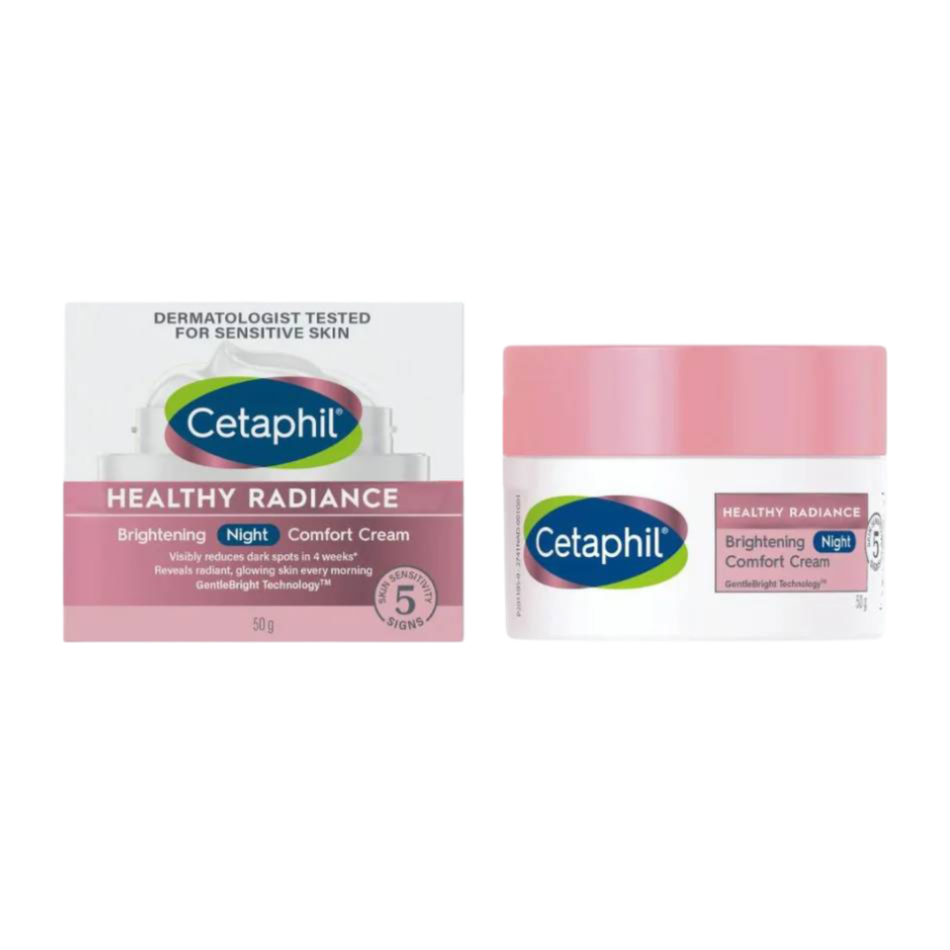 DERMATOLOGIST TESTED
FOR SENSITIVE SKIN
Cetaphil®
HEALTHY RADIANCE
Brightening Night Comfort Cream
Visibly reduces dark spots in 4 weeks*
Reveals radiant, glowing skin every morning
GentleBright Technology™
SKIN SENSITIVITY
5
SIGNS
50 g
Cetaphil®
HEALTHY RADIANCE
Brightening Night
Comfort Cream
GentleBright Technology™
5